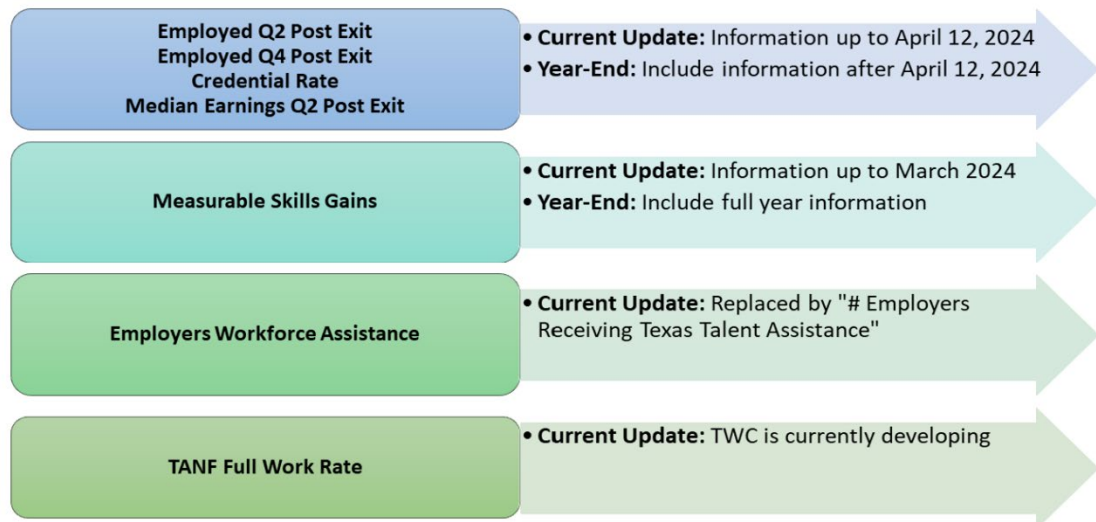 Employed Q2 Post Exit
Employed Q4 Post Exit
Credential Rate
Median Earnings Q2 Post Exit
• Current Update: Information up to April 12, 2024
• Year-End: Include information after April 12, 2024
Measurable Skills Gains
• Current Update: Information up to March 2024
• Year-End: Include full year information
Employers Workforce Assistance
• Current Update: Replaced by "# Employers
Receiving Texas Talent Assistance"
TANF Full Work Rate
• Current Update: TWC is currently developing